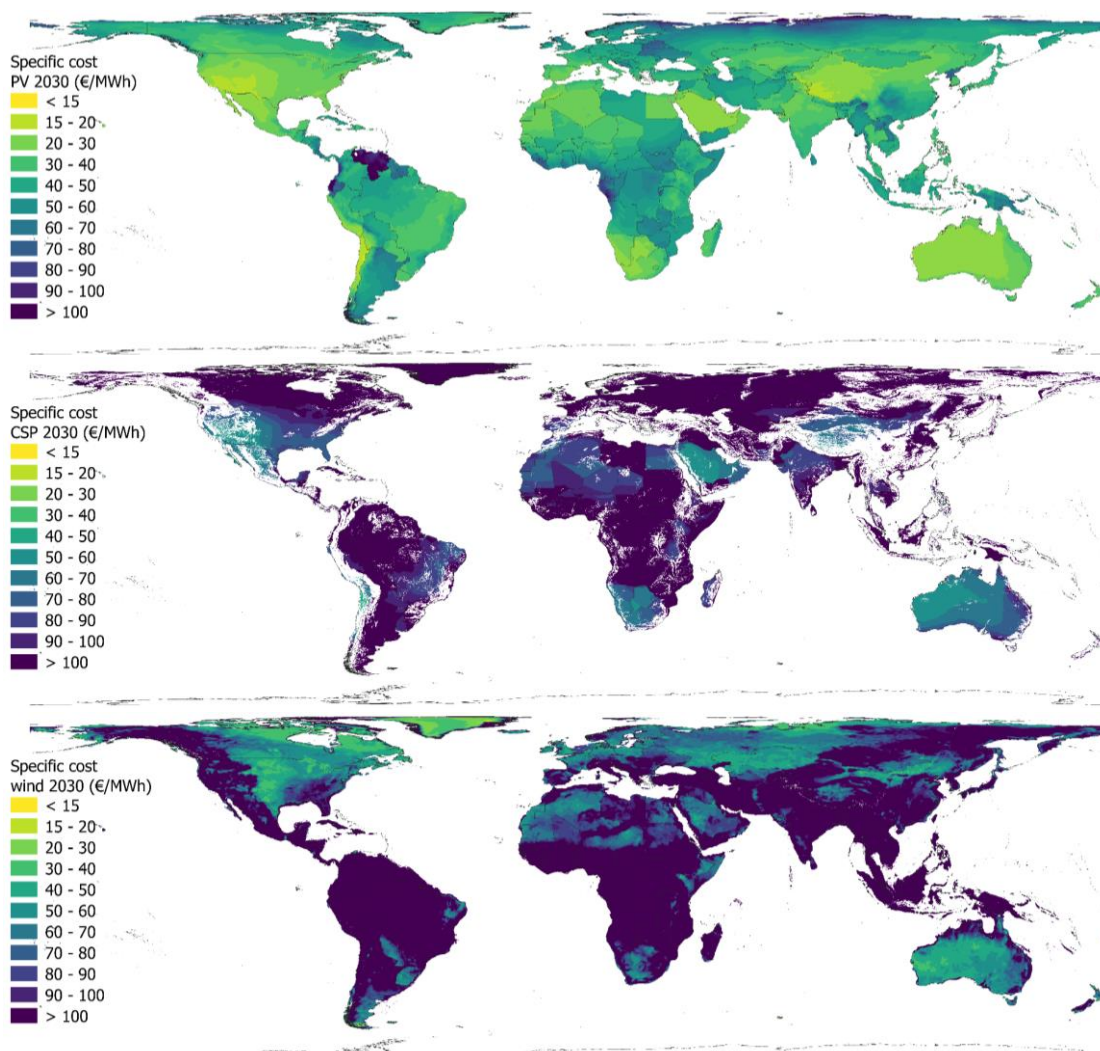 Specific cost
PV 2030 (€/MWh)
< 15
15 - 20
20 - 30
30 - 40
40 - 50
50 - 60
60 - 70
70 - 80
80 - 90
90 - 100
> 100
Specific cost
CSP 2030 (€/MWh)
< 15
15 - 20
20 - 30
30 - 40
40 - 50
50 - 60
60 - 70
70 - 80
80 - 90
90 - 100
> 100
Specific cost
wind 2030 (€/MWh)
< 15
15 - 20
20 - 30
30 - 40
40 - 50
50 - 60
60 - 70
70 - 80
80 - 90
90 - 100
> 100